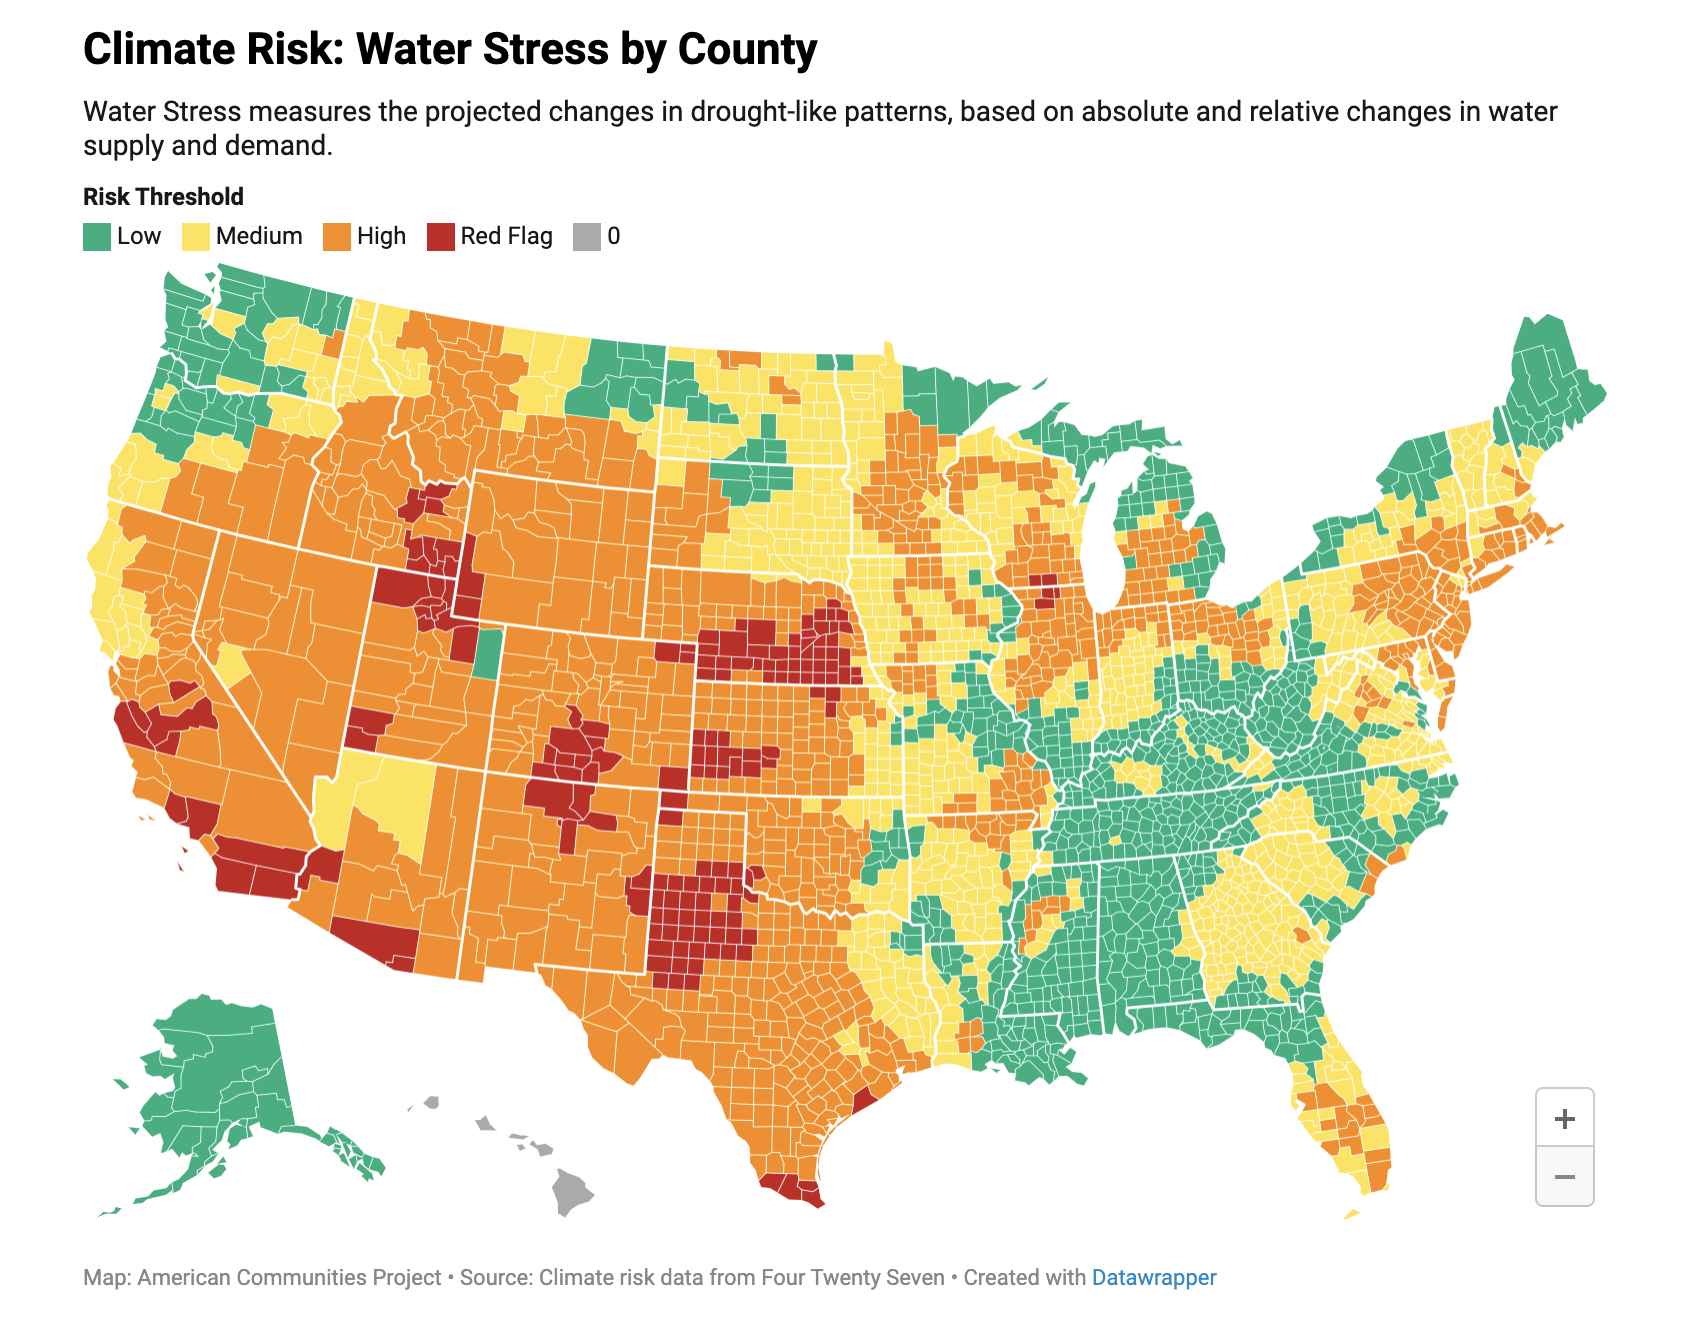 Climate Risk: Water Stress by County
Water Stress measures the projected changes in drought-like patterns, based on absolute and relative changes in water
supply and demand.
Risk Threshold
Low Medium High Red Flag 0
+
−
Map: American Communities Project • Source: Climate risk data from Four Twenty Seven • Created with Datawrapper